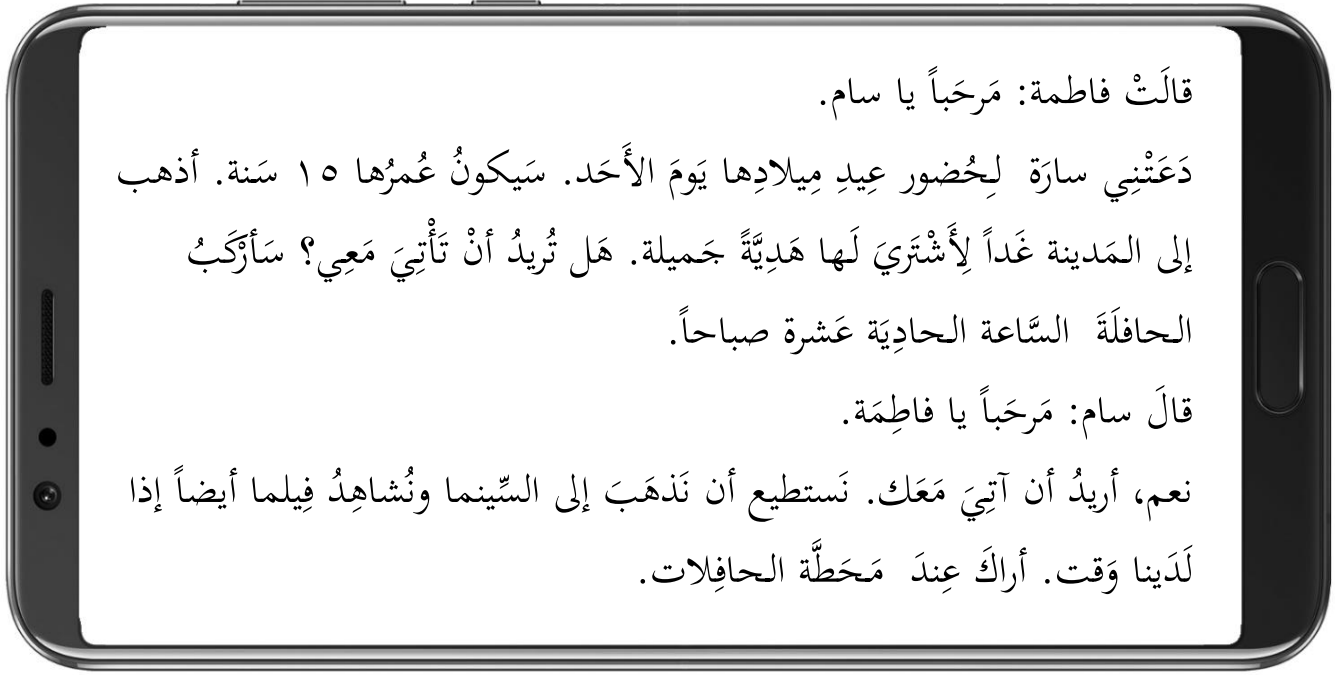 قالَتْ فاطمة: مَرحَباً يا سام.
دَعَتْنِي سارَة لِحُضور عِيدِ مِيلادِها يَومَ الأَحَد. سَيكونُ عُمرُها ١٥ سَنة. أذهب
إلى المَدينة غَداً لِأَشْتَرِيَ لَها هَدِيَّةً جَميلة. هَل تُريدُ أنْ تَأْتِيَ مَعِي؟ سَأرْكَبُ
الحافلَةَ السَّاعة الحادِيَة عَشرة صباحاً.
قالَ سام: مَرحَباً يا فاطِمَة.
نعم، أريدُ أن آتِيَ مَعَك. نَستطيع أن نَذهَبَ إلى السِّينما ونُشاهِدُ فِيلما أيضاً إذا
لَدَينا وَقت. أراكَ عِندَ مَحَطَّة الحافِلات.